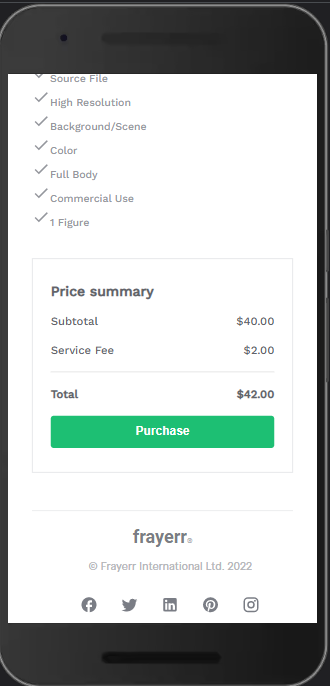 Source File
High Resolution
Background/Scene
Color
Full Body
Commercial Use
1 Figure
Price summary
Subtotal $40.00
Service Fee $2.00
Total $42.00
Purchase
frayerr®
© Frayerr International Ltd. 2022